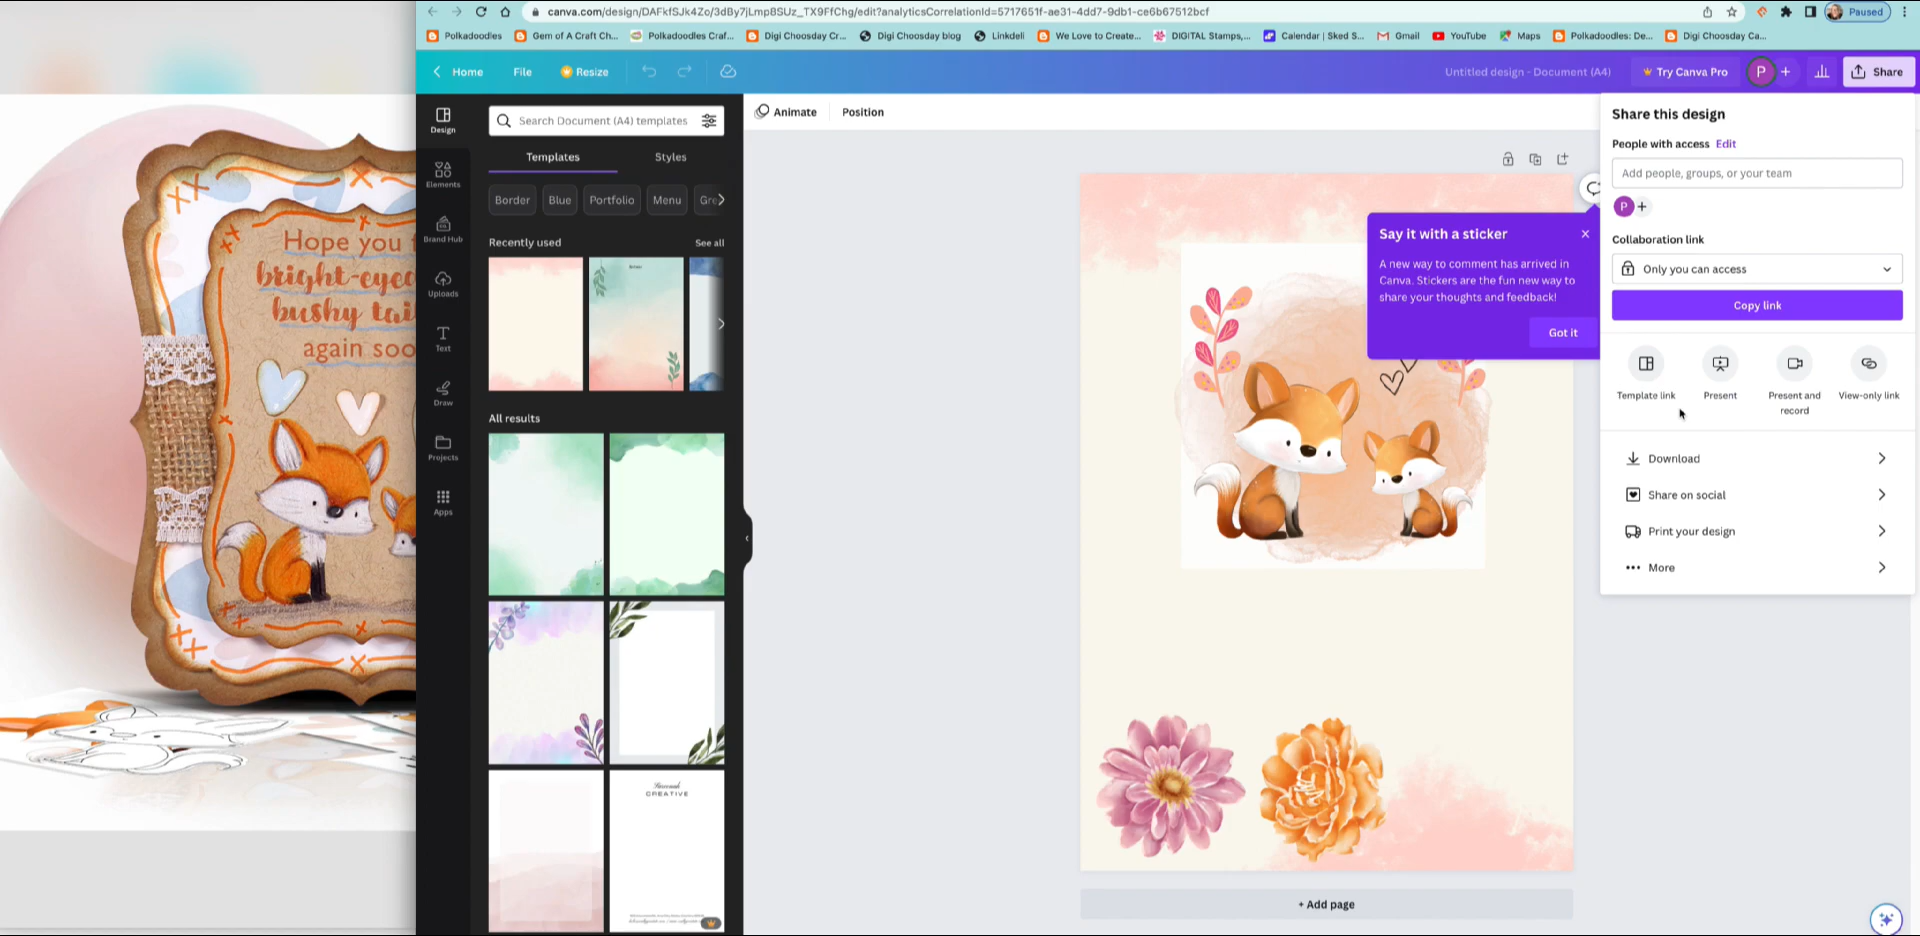 canva.com/design/DAFkfSJk4Zo/3dBy7jLmp8SUz_TX9FfChg/edit?analyticsCorrelationId=5717651f-ae31-4dd7-9db1-ce6b67512bcf
Paused
Polkadoodles
Gem of A Craft Ch...
Polkadoodles Craf...
Digi Choosday Cr...
Digi Choosday blog
Linkdeli
We Love to Create...
DIGITAL Stamps,...
Calendar | Sked S...
Gmail
YouTube
Maps
Polkadoodles: De...
Digi Choosday Ca...
Home
File
Resize
Untitled design - Document (A4)
Try Canva Pro
P
Share
Design
Elements
Brand Hub
Uploads
Text
Draw
Projects
Apps
Search Document (A4) templates
Templates
Styles
Border
Blue
Portfolio
Menu
Gre
Recently used
See all
All results
CREATIVE
Animate
Position
Say it with a sticker
A new way to comment has arrived in
Canva. Stickers are the fun new way to
share your thoughts and feedback!
Got it
+ Add page
Share this design
People with access Edit
Add people, groups, or your team
P
Collaboration link
Only you can access
Copy link
Template link
Present
Present and
record
View-only link
Download
Share on social
Print your design
More
Hope you
bright-eyed
bushy tai
again soo